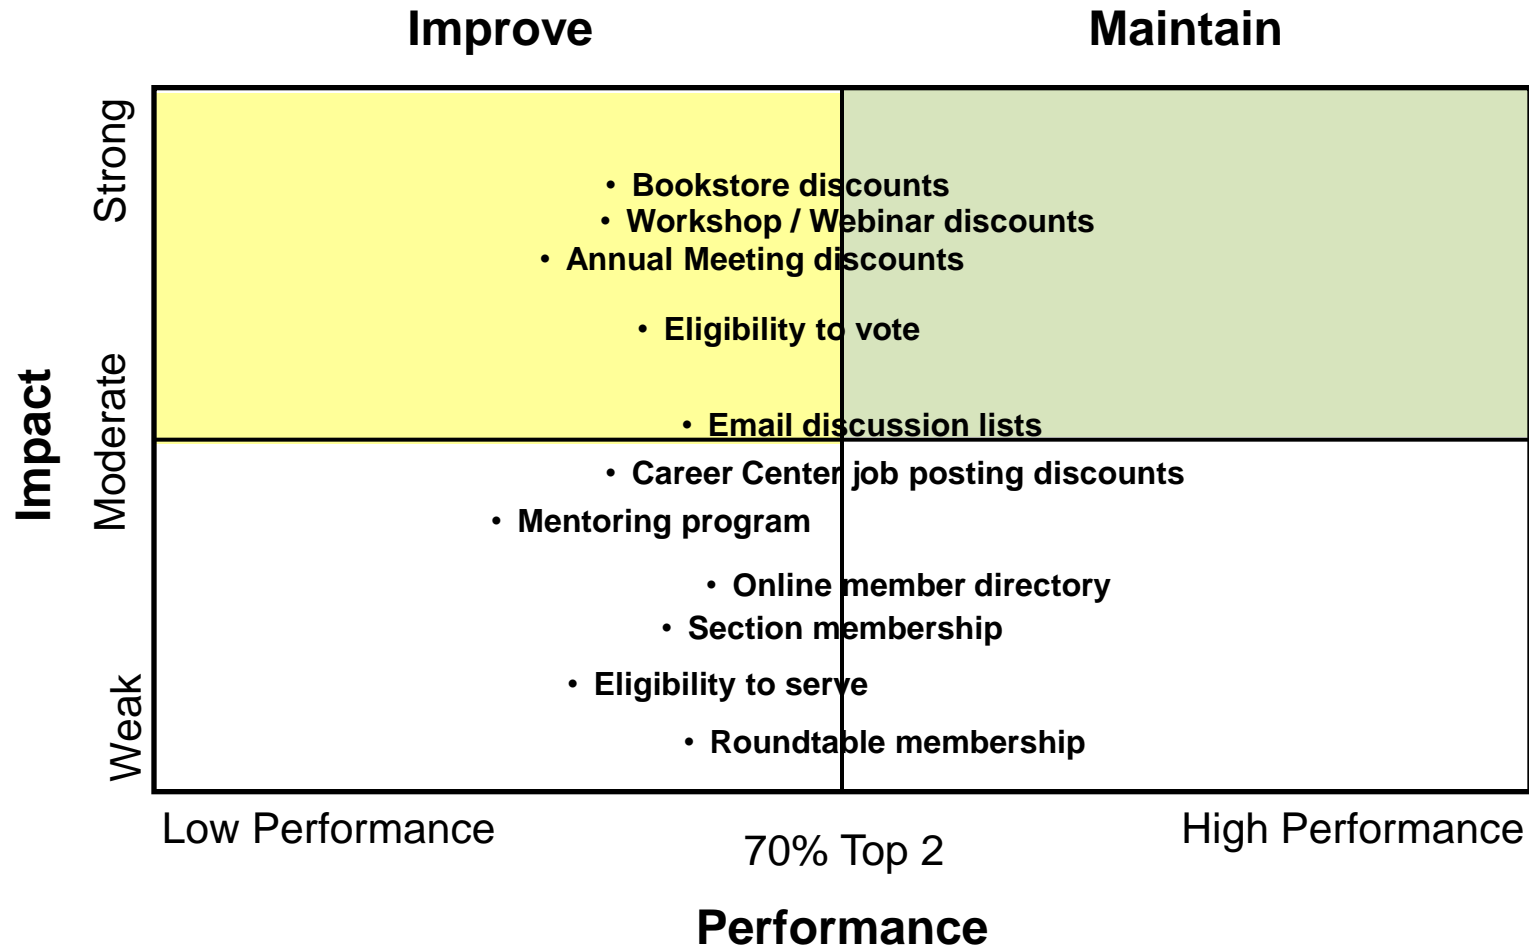 Improve
Maintain
Strong
• Bookstore discounts
• Workshop / Webinar discounts
• Annual Meeting discounts
• Eligibility to vote
Impact
Moderate
• Email discussion lists
• Career Center job posting discounts
• Mentoring program
• Online member directory
• Section membership
Weak
• Eligibility to serve
• Roundtable membership
Low Performance
70% Top 2
High Performance
Performance